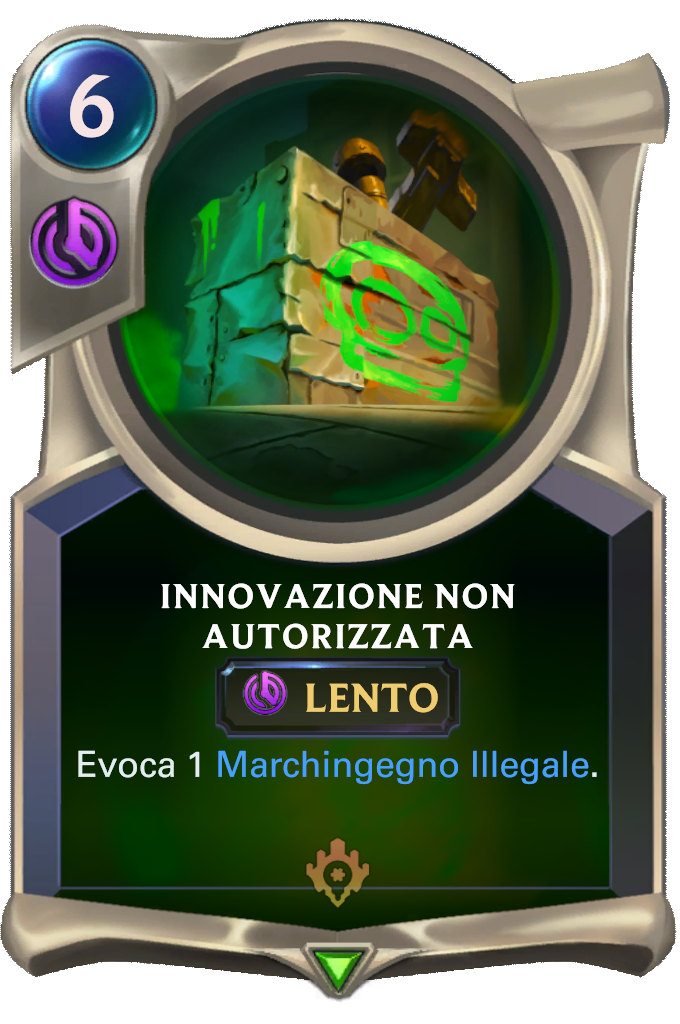 6
INNOVAZIONE NON
AUTORIZZATA
LENTO
Evoca 1 Marchingegno Illegale.